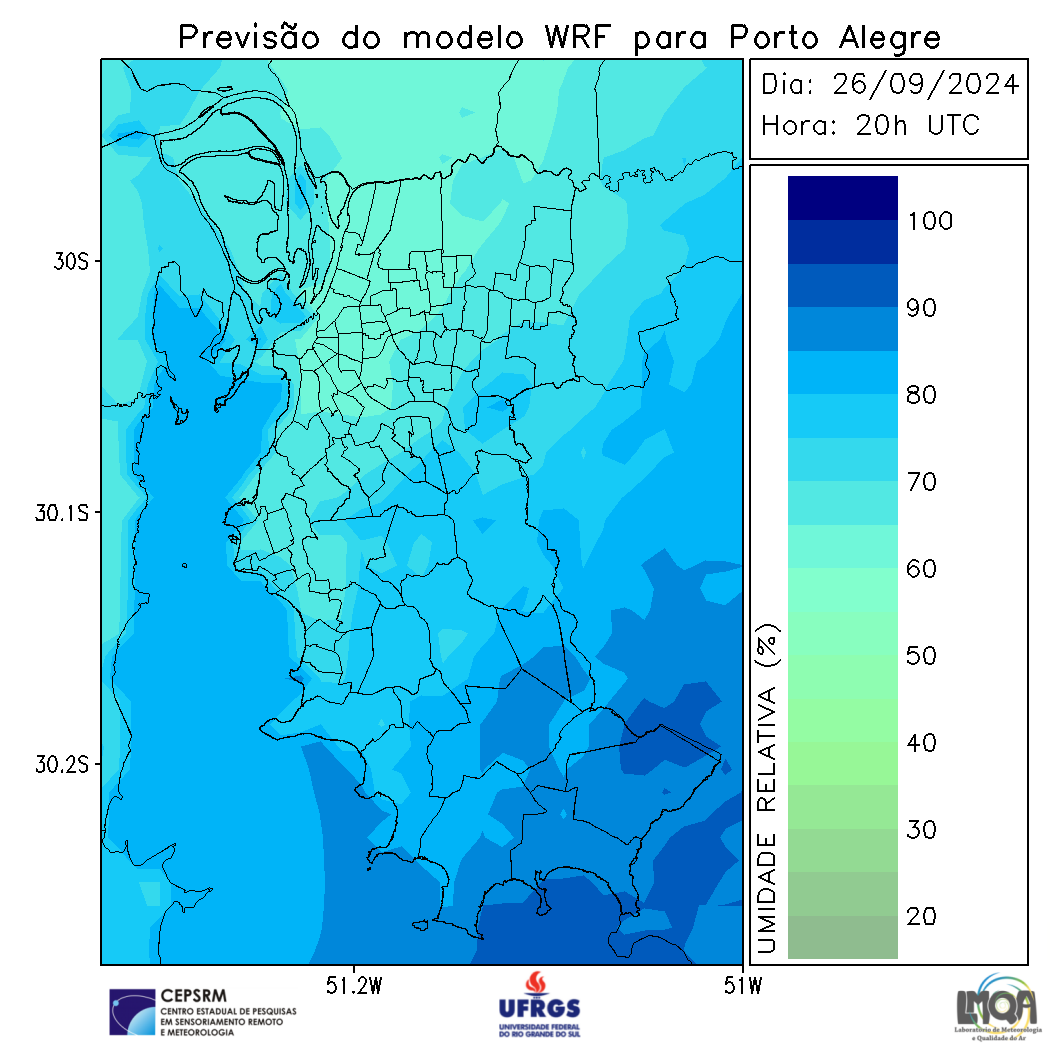 Previsão do modelo WRF para Porto Alegre
Dia: 26/09/2024
Hora: 20h UTC
30S
30.1S
30.2S
51.2W
51W
UMIDADE RELATIVA (%)
100
90
80
70
60
50
40
30
20
CEPSRM
CENTRO ESTADUAL DE PESQUISAS
EM SENSORIAMENTO REMOTO
E METEOROLOGIA
UFRGS
UNIVERSIDADE FEDERAL
DO RIO GRANDE DO SUL
LMQA
Laboratório de Meteorologia
e Qualidade do Ar